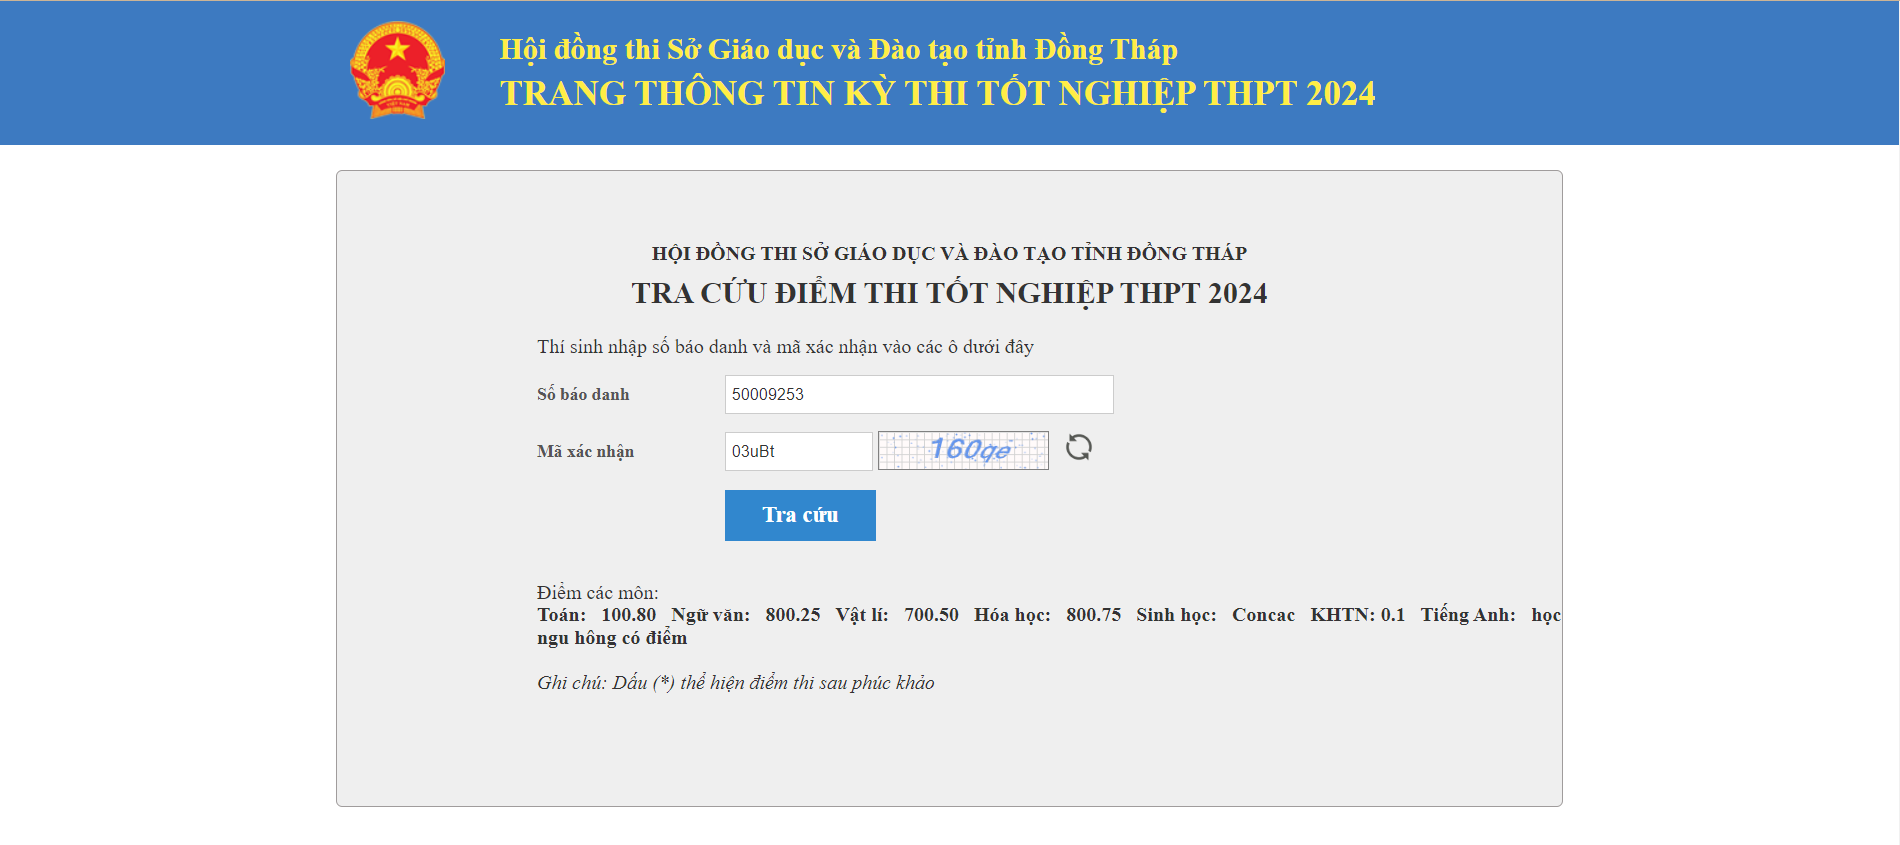 Hội đồng thi Sở Giáo dục và Đào tạo tỉnh Đồng Tháp
TRANG THÔNG TIN KỲ THI TỐT NGHIỆP THPT 2024
HỘI ĐỒNG THI SỞ GIÁO DỤC VÀ ĐÀO TẠO TỈNH ĐỒNG THÁP
TRA CỨU ĐIỂM THI TỐT NGHIỆP THPT 2024
Thí sinh nhập số báo danh và mã xác nhận vào các ô dưới đây
Số báo danh 50009253
Mã xác nhận 03uBt 160qe
Tra cứu
Điểm các môn:
Toán: 100.80 Ngữ văn: 800.25 Vật lí: 700.50 Hóa học: 800.75 Sinh học: Concac KHTN: 0.1 Tiếng Anh: học
ngu hông có điểm
Ghi chú: Dấu (*) thể hiện điểm thi sau phúc khảo